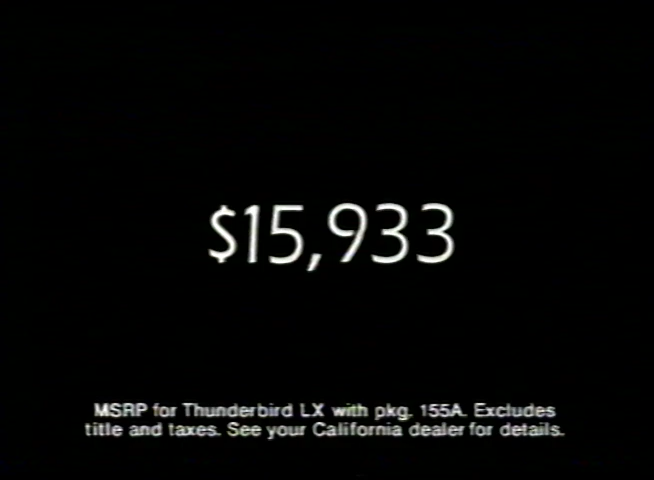 $15,933
MSRP for Thunderbird LX with pkg. 155A. Excludes
title and taxes. See your California dealer for details.